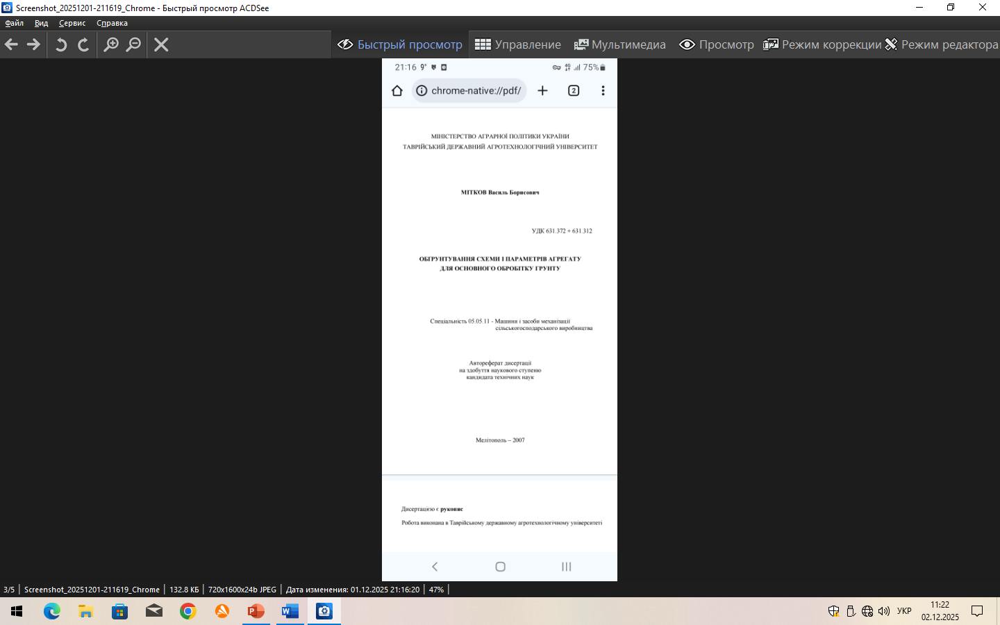 Screenshot_20251201-211619_Chrome - Быстрый просмотр ACDSee
Файл Вид Сервис Справка
Быстрый просмотр Управление Мультимедиа Просмотр Режим коррекции Режим редактора
21:16 9° 4G 75%
chrome-native://pdf/ 2
МІНІСТЕРСТВО АГРАРНОЇ ПОЛІТИКИ УКРАЇНИ
ТАВРІЙСЬКИЙ ДЕРЖАВНИЙ АГРОТЕХНОЛОГІЧНИЙ УНІВЕРСИТЕТ
МІТКОВ Василь Борисович
УДК 631.372 + 631.312
ОБҐРУНТУВАННЯ СХЕМИ І ПАРАМЕТРІВ АГРЕГАТУ
ДЛЯ ОСНОВНОГО ОБРОБІТКУ ГРУНТУ
Спеціальність 05.05.11 - Машини і засоби механізації
сільськогосподарського виробництва
Автореферат дисертації
на здобуття наукового ступеню
кандидата технічних наук
Мелітополь – 2007
Дисертацією є рукопис
Робота виконана в Таврійському державному агротехнологічному університеті
3/5 Screenshot_20251201-211619_Chrome 132.8 КБ 720x1600x24b JPEG Дата изменения: 01.12.2025 21:16:20 47%
УКР 11:22
02.12.2025